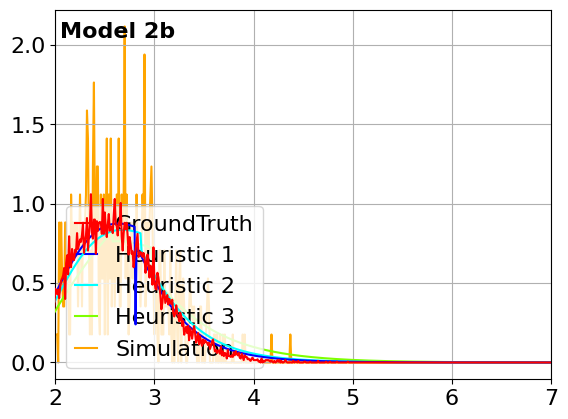 Model 2b
2.0
1.5
1.0
0.5
0.0
GroundTruth
Heuristic 1
Heuristic 2
Heuristic 3
Simulation
2 3 4 5 6 7